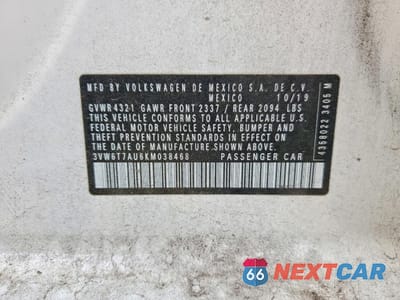 MFD BY VOLKSWAGEN DE MEXICO S.A. DE C.V.
MEXICO 10/19
GVWR4321 GAWR FRONT 2337 / REAR 2094 LBS
THIS VEHICLE CONFORMS TO ALL APPLICABLE U.S.
FEDERAL MOTOR VEHICLE SAFETY, BUMPER AND
THEFT PREVENTION STANDARDS IN EFFECT ON THE
DATE OF MANUFACTURE SHOWN ABOVE.
3VW6T7AU6KM038468 PASSENGER CAR
4368022 3405 M
66 NEXTCAR